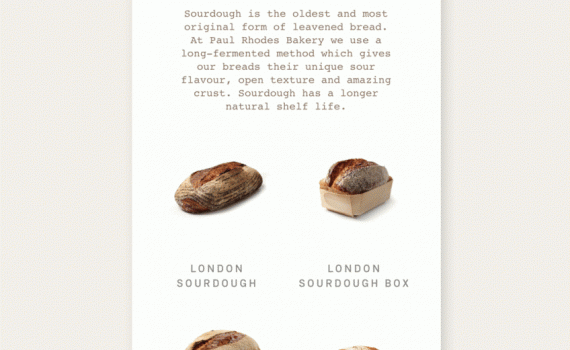 Sourdough is the oldest and most
original form of leavened bread.
At Paul Rhodes Bakery we use a
long-fermented method which gives
our breads their unique sour
flavour, open texture and amazing
crust. Sourdough has a longer
natural shelf life.
LONDON
SOURDOUGH
LONDON
SOURDOUGH BOX